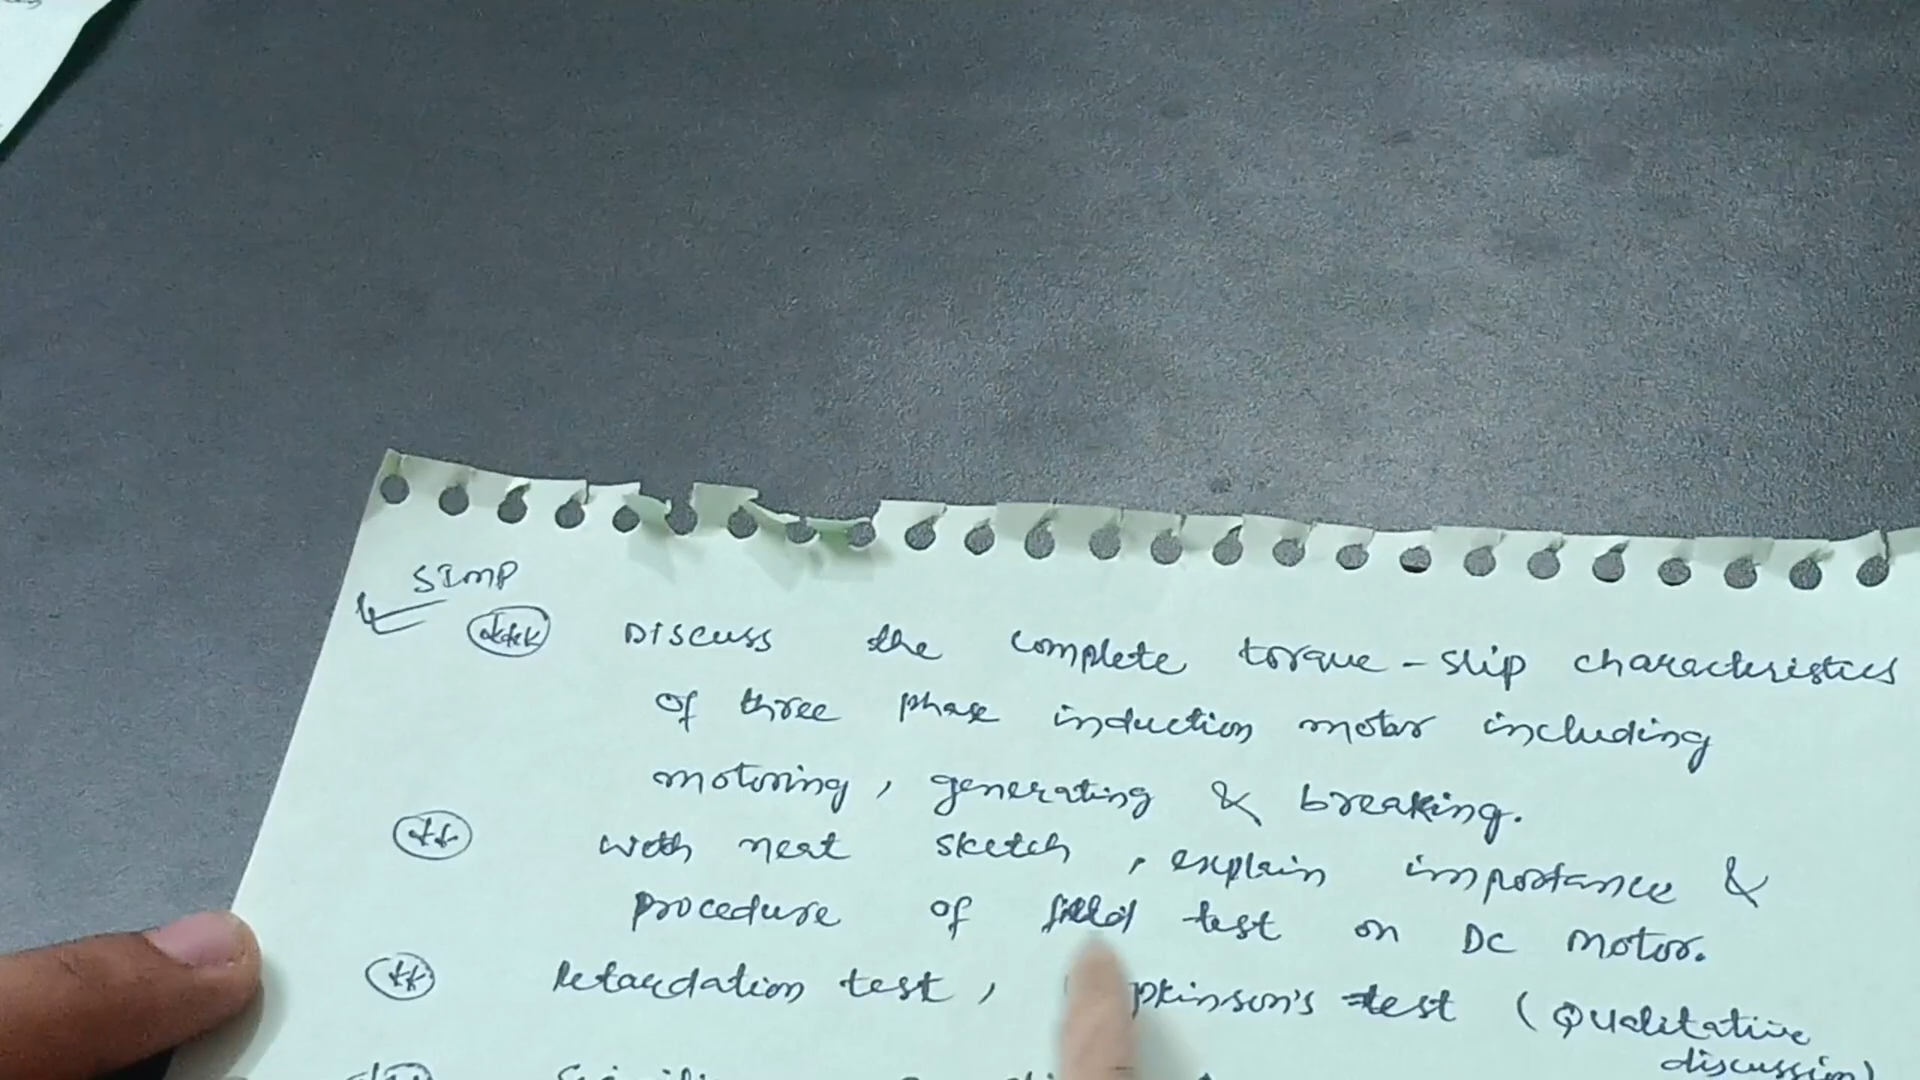 SIMP
*** Discuss the complete torque - slip characteristics
of three phase induction motor including
motoring, generating & breaking.
** with neat sketch, explain importance &
procedure of field test on DC motor.
** Retardation test, pkinson's test (Qualitative
discussion)